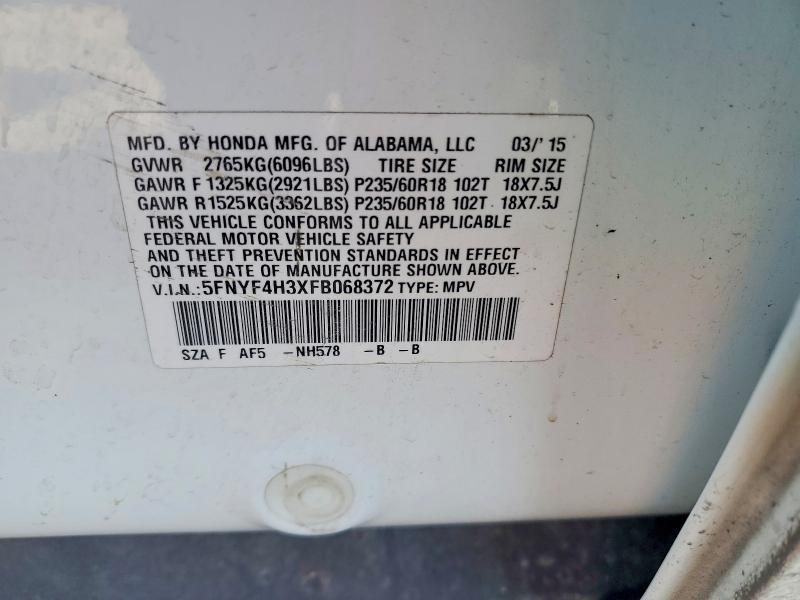 MFD. BY HONDA MFG. OF ALABAMA, LLC 03/'15
GVWR 2765KG(6096LBS) TIRE SIZE RIM SIZE
GAWR F 1325KG(2921LBS) P235/60R18 102T 18X7.5J
GAWR R 1525KG(3362LBS) P235/60R18 102T 18X7.5J
THIS VEHICLE CONFORMS TO ALL APPLICABLE
FEDERAL MOTOR VEHICLE SAFETY
AND THEFT PREVENTION STANDARDS IN EFFECT
ON THE DATE OF MANUFACTURE SHOWN ABOVE.
V.I.N.:5FNYF4H3XFB068372 TYPE: MPV
SZA F AF5 -NH578 -B -B